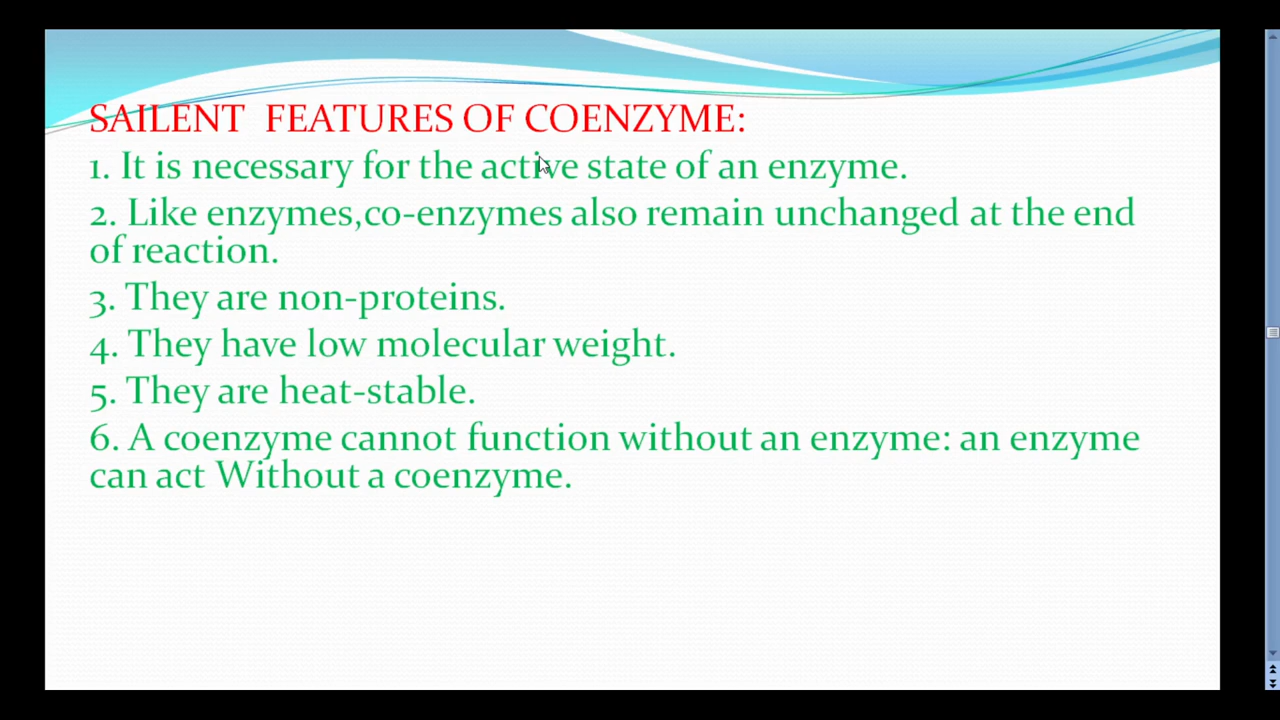 SAILENT FEATURES OF COENZYME:
1. It is necessary for the active state of an enzyme.
2. Like enzymes,co-enzymes also remain unchanged at the end
of reaction.
3. They are non-proteins.
4. They have low molecular weight.
5. They are heat-stable.
6. A coenzyme cannot function without an enzyme: an enzyme
can act Without a coenzyme.